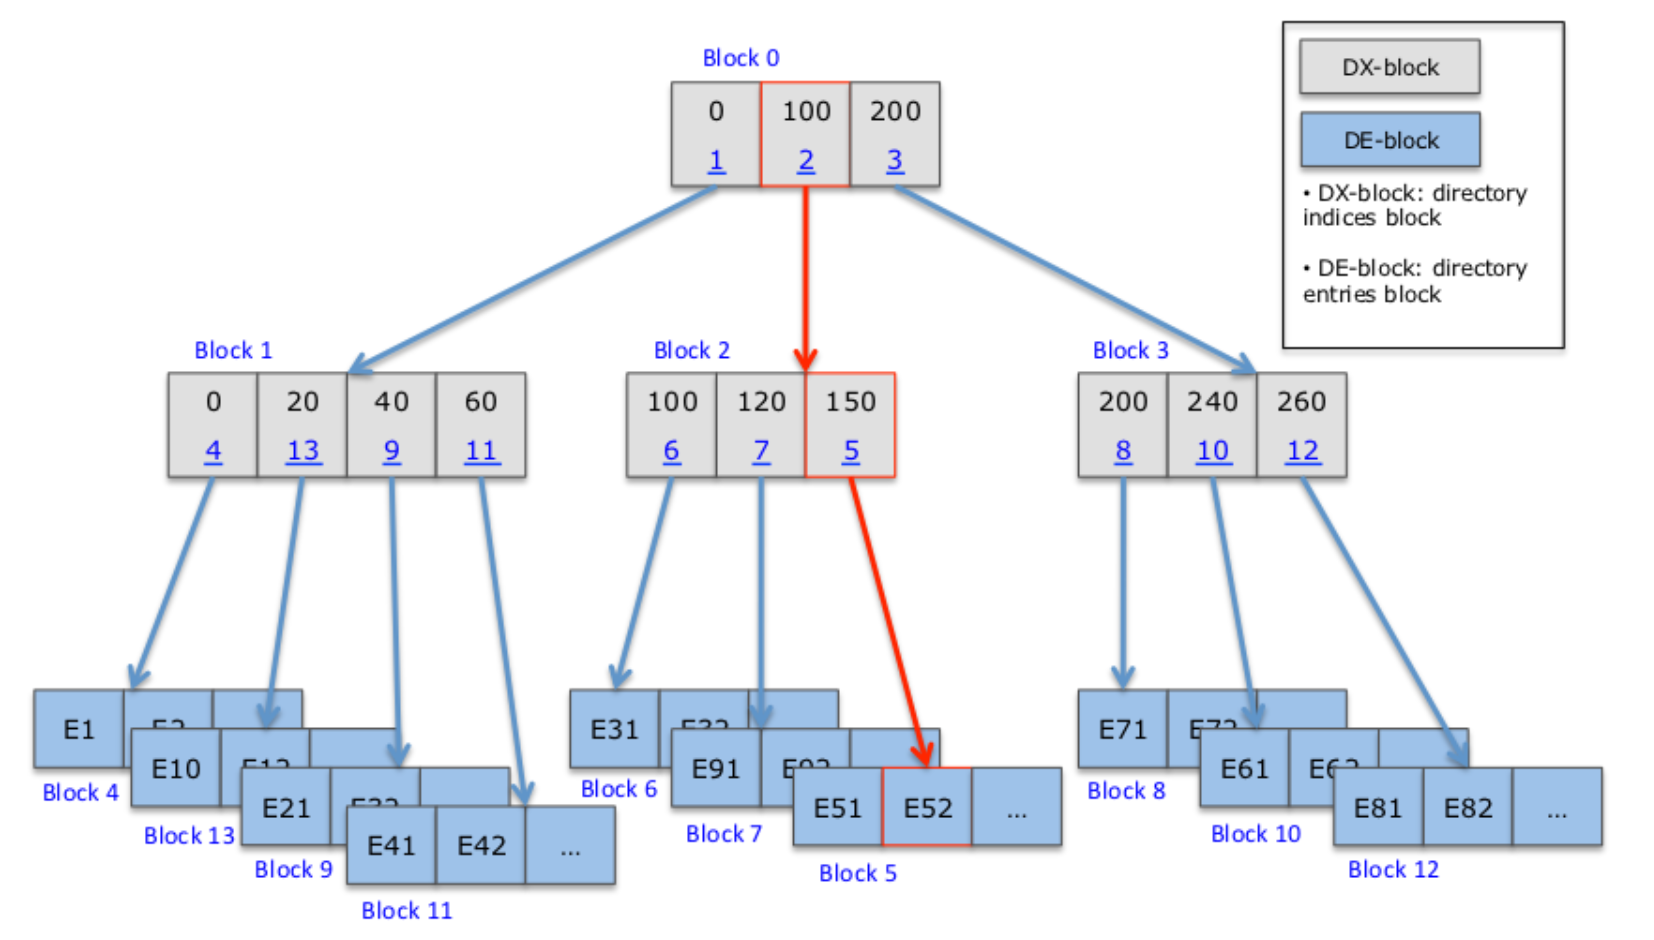 Block 0
0 100 200
1 2 3
DX-block
DE-block
• DX-block: directory
indices block
• DE-block: directory
entries block
Block 1
0 20 40 60
4 13 9 11
Block 2
100 120 150
6 7 5
Block 3
200 240 260
8 10 12
E1
E10
E21
E41 E42 ...
Block 4
Block 13
Block 9
Block 11
E31
E91
E51 E52 ...
Block 6
Block 7
Block 5
E71
E61
E81 E82 ...
Block 8
Block 10
Block 12